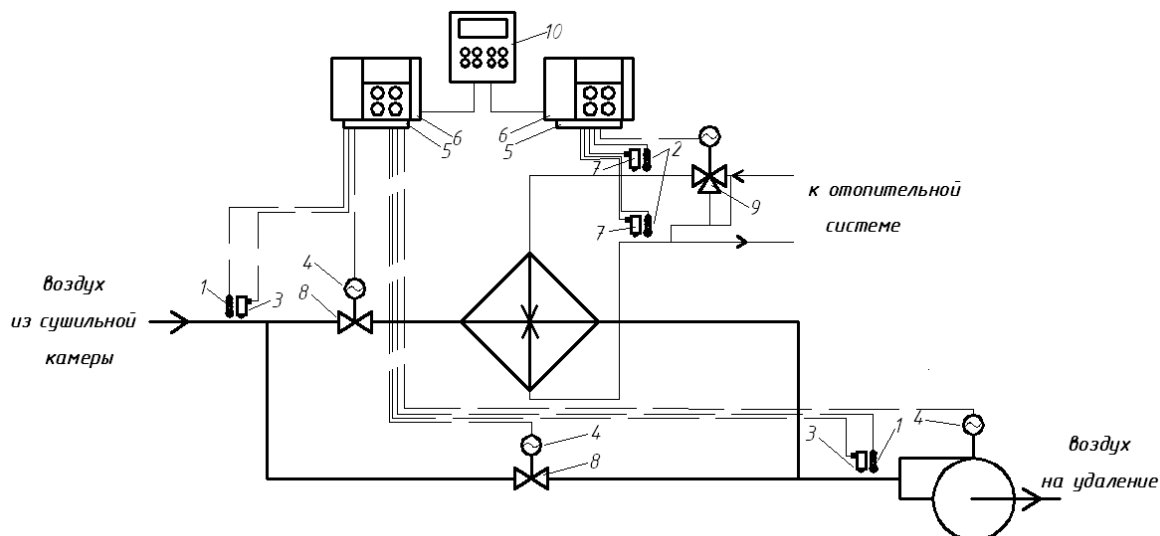 10
6
5
6
5
7
2
7
9
к отопительной
системе
воздух
из сушильной
камеры
1
3
4
8
4
8
3
1
4
воздух
на удаление